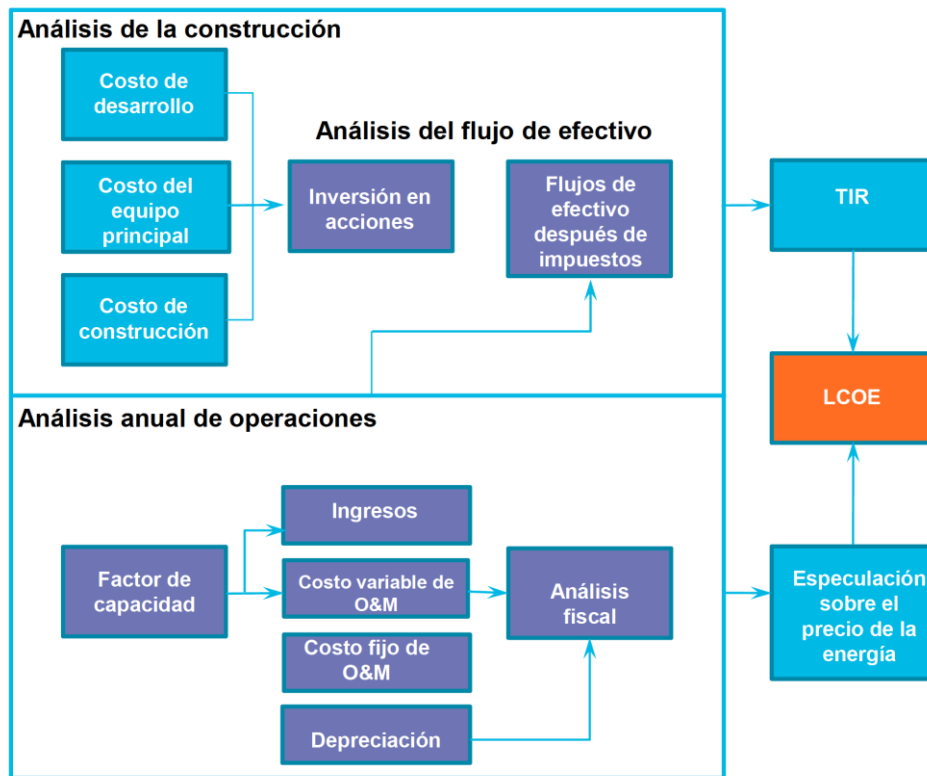 Análisis de la construcción
Costo de
desarrollo
Costo del
equipo
principal
Costo de
construcción
Análisis del flujo de efectivo
Inversión en
acciones
Flujos de
efectivo
después de
impuestos
TIR
LCOE
Análisis anual de operaciones
Factor de
capacidad
Ingresos
Costo variable de
O&M
Costo fijo de
O&M
Depreciación
Análisis
fiscal
Especulación
sobre el
precio de la
energía